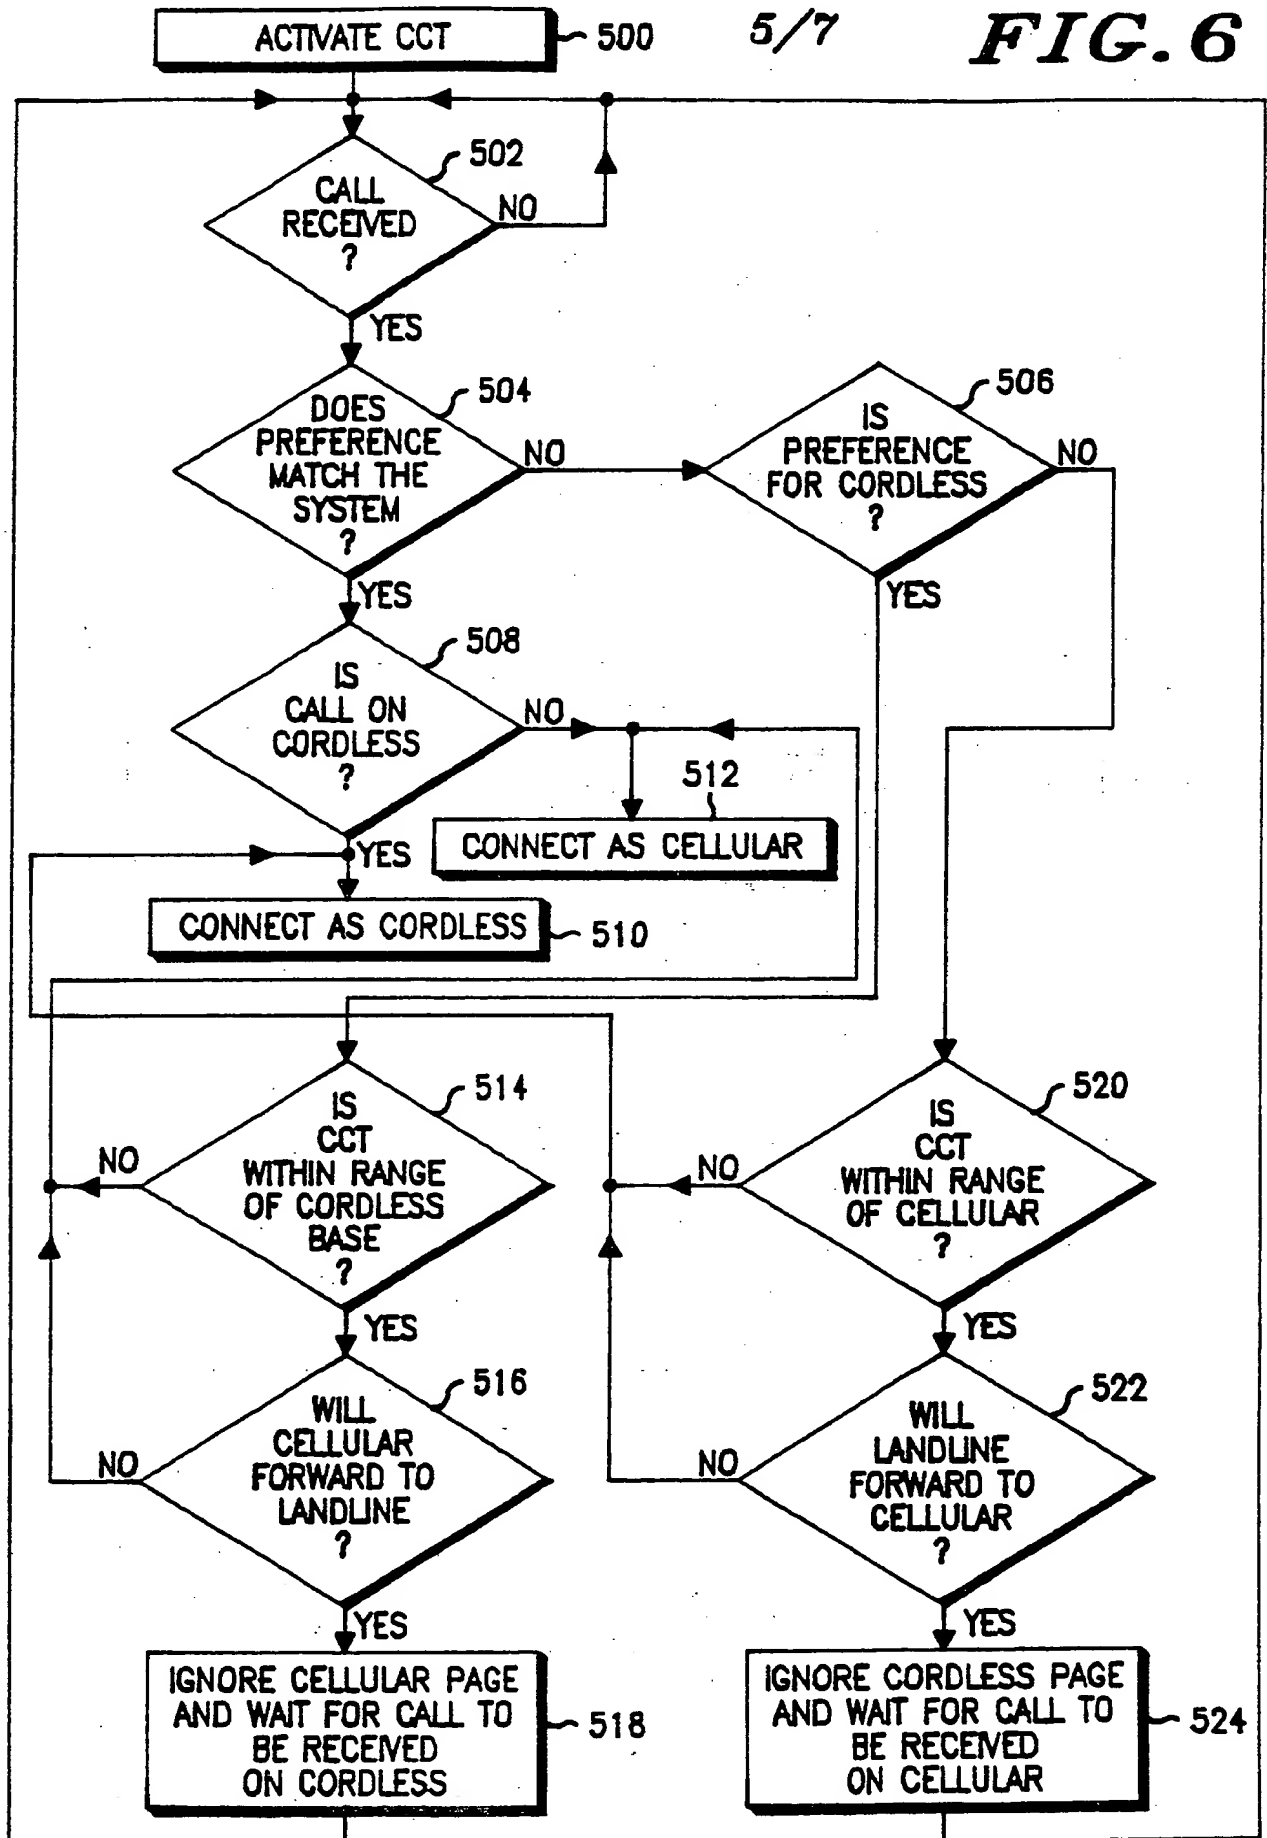 ACTIVATE CCT
500
5/7
FIG. 6
502
CALL
RECEIVED
?
NO
YES
504
DOES
PREFERENCE
MATCH THE
SYSTEM
?
NO
YES
506
IS
PREFERENCE
FOR CORDLESS
?
NO
YES
508
IS
CALL ON
CORDLESS
?
NO
YES
512
CONNECT AS CELLULAR
CONNECT AS CORDLESS
510
514
IS
CCT
WITHIN RANGE
OF CORDLESS
BASE
?
NO
YES
520
IS
CCT
WITHIN RANGE
OF CELLULAR
?
NO
YES
516
WILL
CELLULAR
FORWARD TO
LANDLINE
?
NO
YES
522
WILL
LANDLINE
FORWARD TO
CELLULAR
?
NO
YES
IGNORE CELLULAR PAGE
AND WAIT FOR CALL TO
BE RECEIVED
ON CORDLESS
518
IGNORE CORDLESS PAGE
AND WAIT FOR CALL TO
BE RECEIVED
ON CELLULAR
524